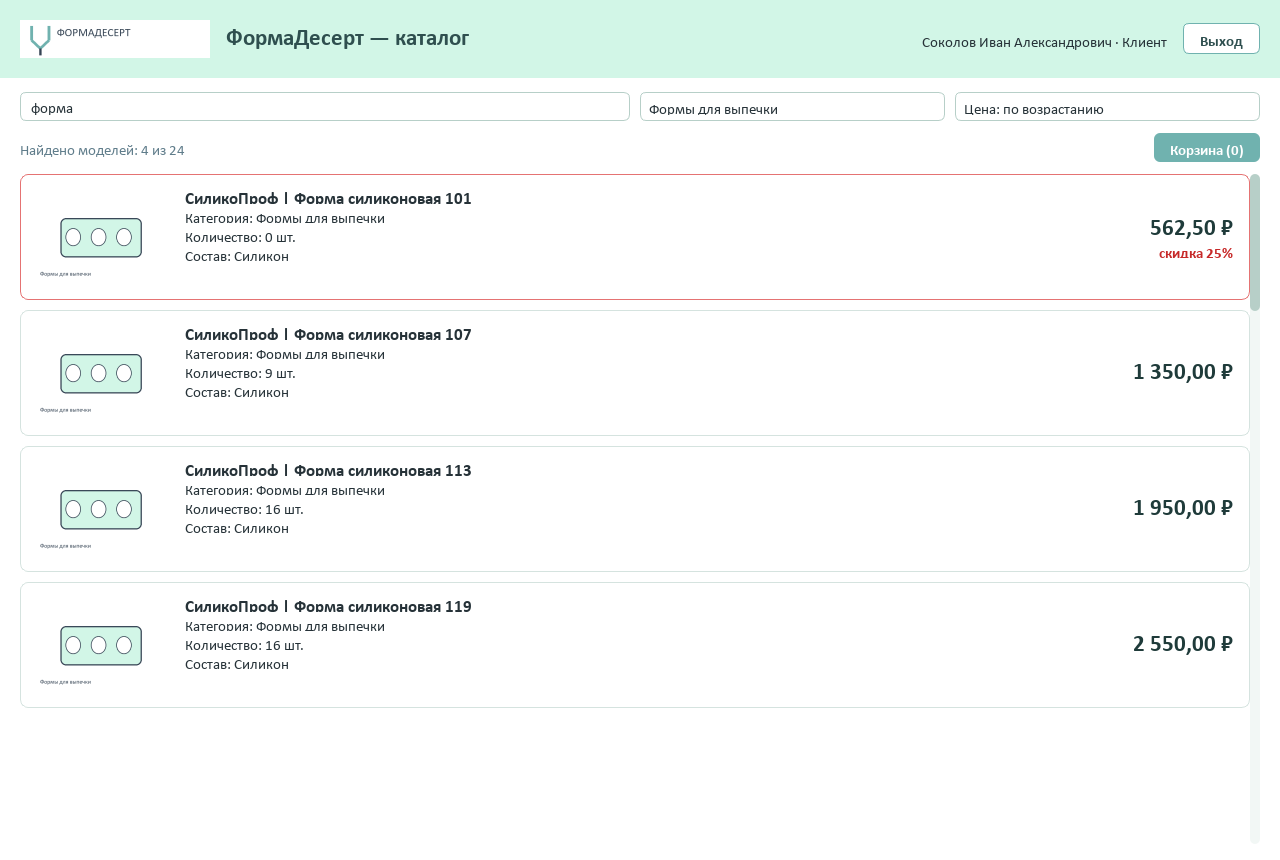 ФОРМАДЕСЕРТ
ФормаДесерт — каталог
Соколов Иван Александрович · Клиент
Выход
форма
Формы для выпечки
Цена: по возрастанию
Найдено моделей: 4 из 24
Корзина (0)
СиликоПроф | Форма силиконовая 101
Категория: Формы для выпечки
Количество: 0 шт.
Состав: Силикон
Формы для выпечки
562,50 ₽
скидка 25%
СиликоПроф | Форма силиконовая 107
Категория: Формы для выпечки
Количество: 9 шт.
Состав: Силикон
Формы для выпечки
1 350,00 ₽
СиликоПроф | Форма силиконовая 113
Категория: Формы для выпечки
Количество: 16 шт.
Состав: Силикон
Формы для выпечки
1 950,00 ₽
СиликоПроф | Форма силиконовая 119
Категория: Формы для выпечки
Количество: 16 шт.
Состав: Силикон
Формы для выпечки
2 550,00 ₽